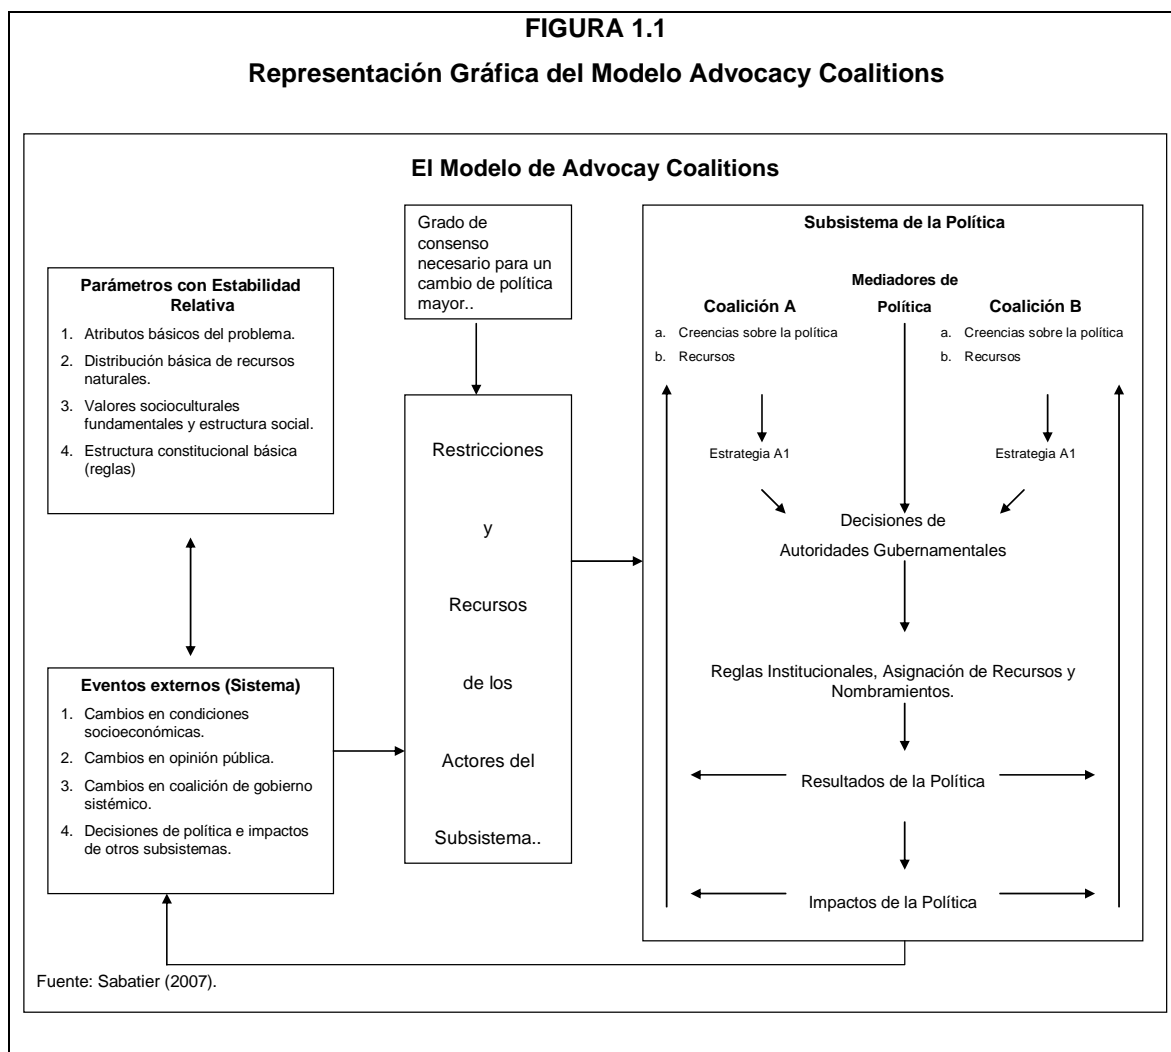 FIGURA 1.1
Representación Gráfica del Modelo Advocacy Coalitions
El Modelo de Advocay Coalitions
Parámetros con Estabilidad
Relativa
1. Atributos básicos del problema.
2. Distribución básica de recursos
naturales.
3. Valores socioculturales
fundamentales y estructura social.
4. Estructura constitucional básica
(reglas)
Eventos externos (Sistema)
1. Cambios en condiciones
socioeconómicas.
2. Cambios en opinión pública.
3. Cambios en coalición de gobierno
sistémico.
4. Decisiones de política e impactos
de otros subsistemas.
Grado de
consenso
necesario para un
cambio de política
mayor..
Restricciones
y
Recursos
de los
Actores del
Subsistema..
Subsistema de la Política
Mediadores de
Política
Coalición A
a. Creencias sobre la política
b. Recursos
Estrategia A1
Coalición B
a. Creencias sobre la política
b. Recursos
Estrategia A1
Decisiones de
Autoridades Gubernamentales
Reglas Institucionales, Asignación de Recursos y
Nombramientos.
Resultados de la Política
Impactos de la Política
Fuente: Sabatier (2007).